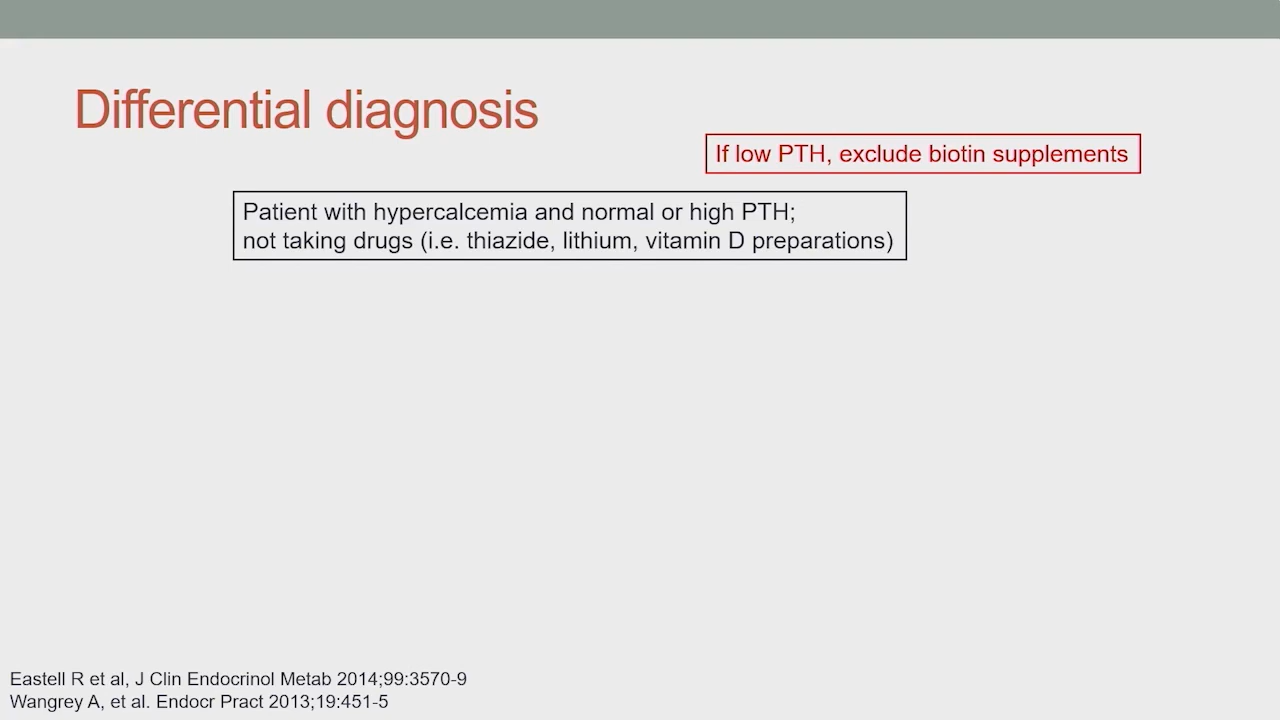 Differential diagnosis
If low PTH, exclude biotin supplements
Patient with hypercalcemia and normal or high PTH;
not taking drugs (i.e. thiazide, lithium, vitamin D preparations)
Eastell R et al, J Clin Endocrinol Metab 2014;99:3570-9
Wangrey A, et al. Endocr Pract 2013;19:451-5